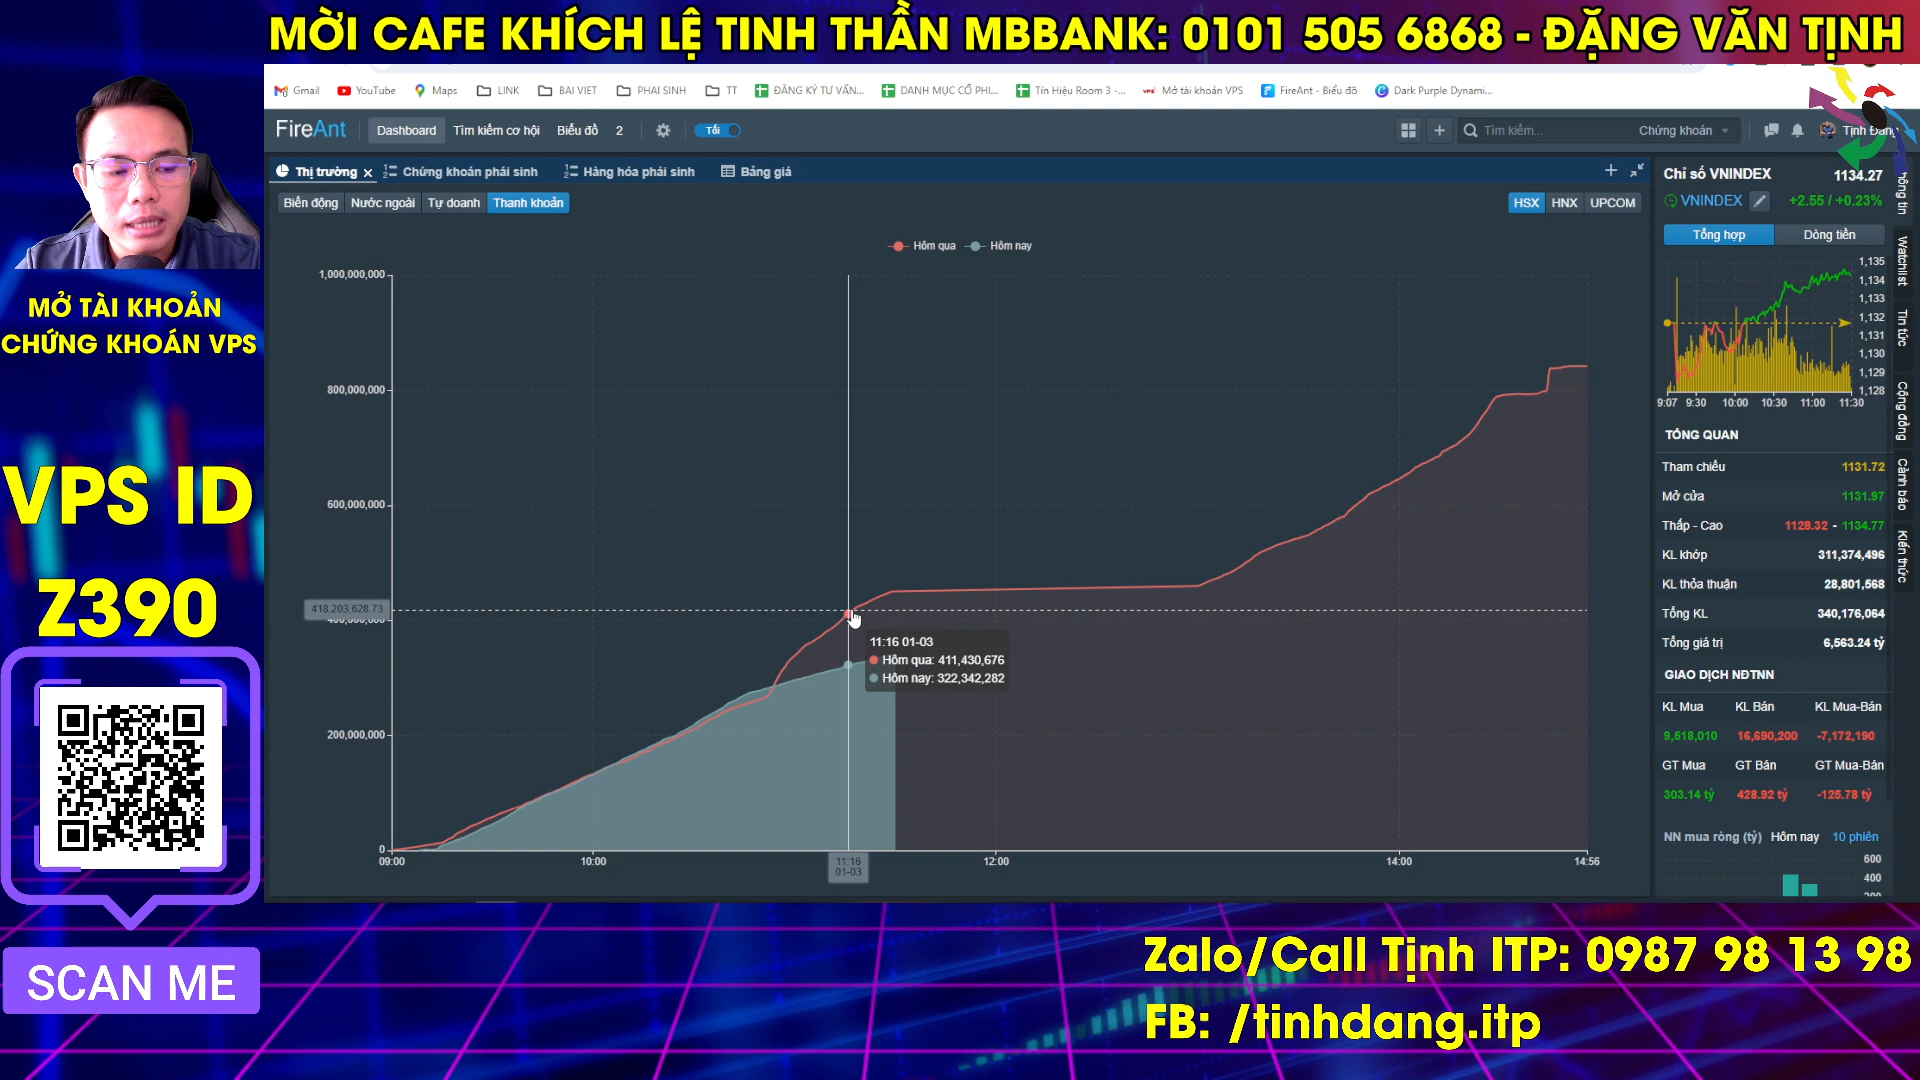 MỜI CAFE KHÍCH LỆ TINH THẦN MBBANK: 0101 505 6868 - ĐẶNG VĂN TỊNH
Gmail YouTube Maps LINK BAI VIET PHAI SINH TT ĐĂNG KÝ TƯ VẤN... DANH MỤC CỔ PHI... Tín Hiệu Room 3 -... Mở tài khoản VPS FireAnt - Biểu đồ Dark Purple Dynami...
FireAnt Dashboard Tìm kiếm cơ hội Biểu đồ 2 Tối Tìm kiếm... Chứng khoán Tịnh Đặng
Thị trường x Chứng khoán phái sinh Hàng hóa phái sinh Bảng giá
Biến động Nước ngoài Tự doanh Thanh khoản HSX HNX UPCOM
Hôm qua Hôm nay
1,000,000,000
800,000,000
600,000,000
418,203,628.73
400,000,000
200,000,000
0
11:16 01-03
Hôm qua: 411,430,676
Hôm nay: 322,342,282
09:00 10:00 11:16 12:00 14:00 14:56
01-03
Chỉ số VNINDEX 1134.27
VNINDEX +2.55 / +0.23%
Tổng hợp Dòng tiền
1,135
1,134
1,133
1,132
1,131
1,130
1,129
1,128
9:07 9:30 10:00 10:30 11:00 11:30
TỔNG QUAN
Tham chiếu 1131.72
Mở cửa 1131.97
Thấp - Cao 1128.32 - 1134.77
KL khớp 311,374,496
KL thỏa thuận 28,801,568
Tổng KL 340,176,064
Tổng giá trị 6,563.24 tỷ
GIAO DỊCH NĐTNN
KL Mua KL Bán KL Mua-Bán
9,518,010 16,690,200 -7,172,190
GT Mua GT Bán GT Mua-Bán
303.14 tỷ 428.92 tỷ -125.78 tỷ
NN mua ròng (tỷ) Hôm nay 10 phiên
600
400
Watchlist
Tin tức
Cộng đồng
Cảnh báo
Kiến thức
MỞ TÀI KHOẢN
CHỨNG KHOÁN VPS
VPS ID
Z390
SCAN ME
Zalo/Call Tịnh ITP: 0987 98 13 98
FB: /tinhdang.itp